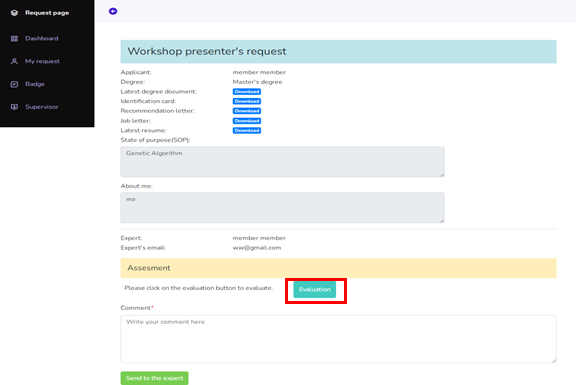 Request page
Dashboard
My request
Badge
Supervisor
Workshop presenter's request
Applicant: member member
Degree: Master's degree
Latest degree document: Download
Identification card: Download
Recommendation letter: Download
Job letter: Download
Latest resume: Download
State of purpose(SOP):
Genetic Algorithm
About me:
me
Expert: member member
Expert's email: ww@gmail.com
Assesment
Please click on the evaluation button to evaluate. Evaluation
Comment*
Write your comment here
Send to the expert